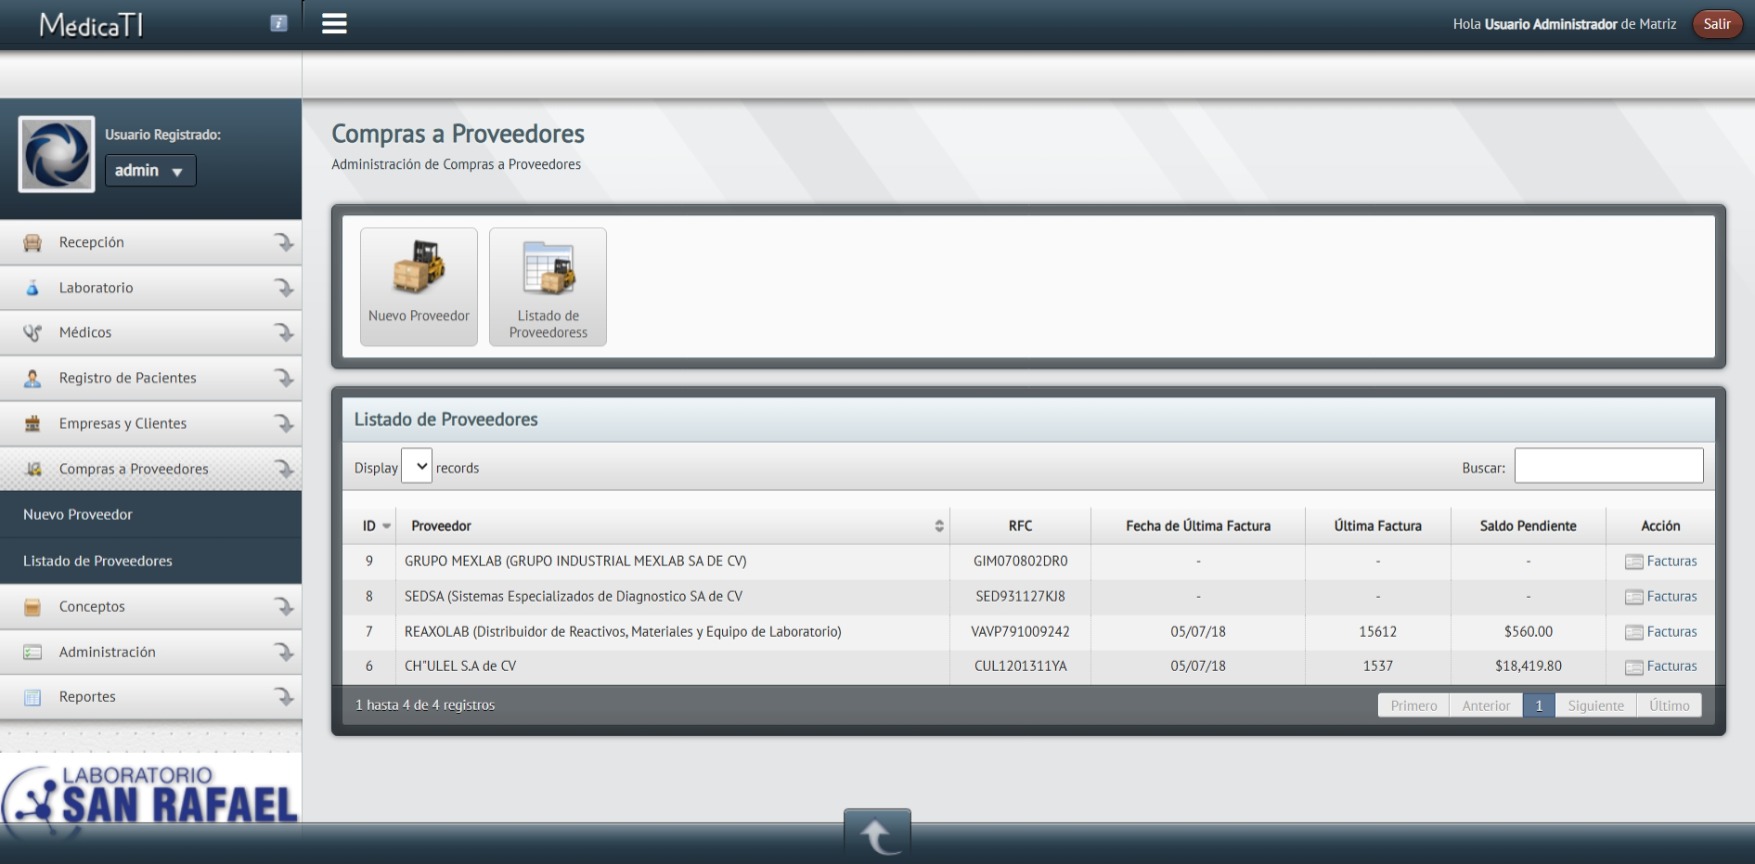 MédicaTI
Hola Usuario Administrador de Matriz
Salir
Usuario Registrado:
admin
Recepción
Laboratorio
Médicos
Registro de Pacientes
Empresas y Clientes
Compras a Proveedores
Nuevo Proveedor
Listado de Proveedores
Conceptos
Administración
Reportes
LABORATORIO
SAN RAFAEL
Compras a Proveedores
Administración de Compras a Proveedores
Nuevo Proveedor
Listado de
Proveedoress
Listado de Proveedores
Display records
Buscar:
ID Proveedor RFC Fecha de Última Factura Última Factura Saldo Pendiente Acción
9 GRUPO MEXLAB (GRUPO INDUSTRIAL MEXLAB SA DE CV) GIM070802DR0 - - - Facturas
8 SEDSA (Sistemas Especializados de Diagnostico SA de CV SED931127KJ8 - - - Facturas
7 REAXOLAB (Distribuidor de Reactivos, Materiales y Equipo de Laboratorio) VAVP791009242 05/07/18 15612 $560.00 Facturas
6 CH"ULEL S.A de CV CUL1201311YA 05/07/18 1537 $18,419.80 Facturas
1 hasta 4 de 4 registros
Primero Anterior 1 Siguiente Último